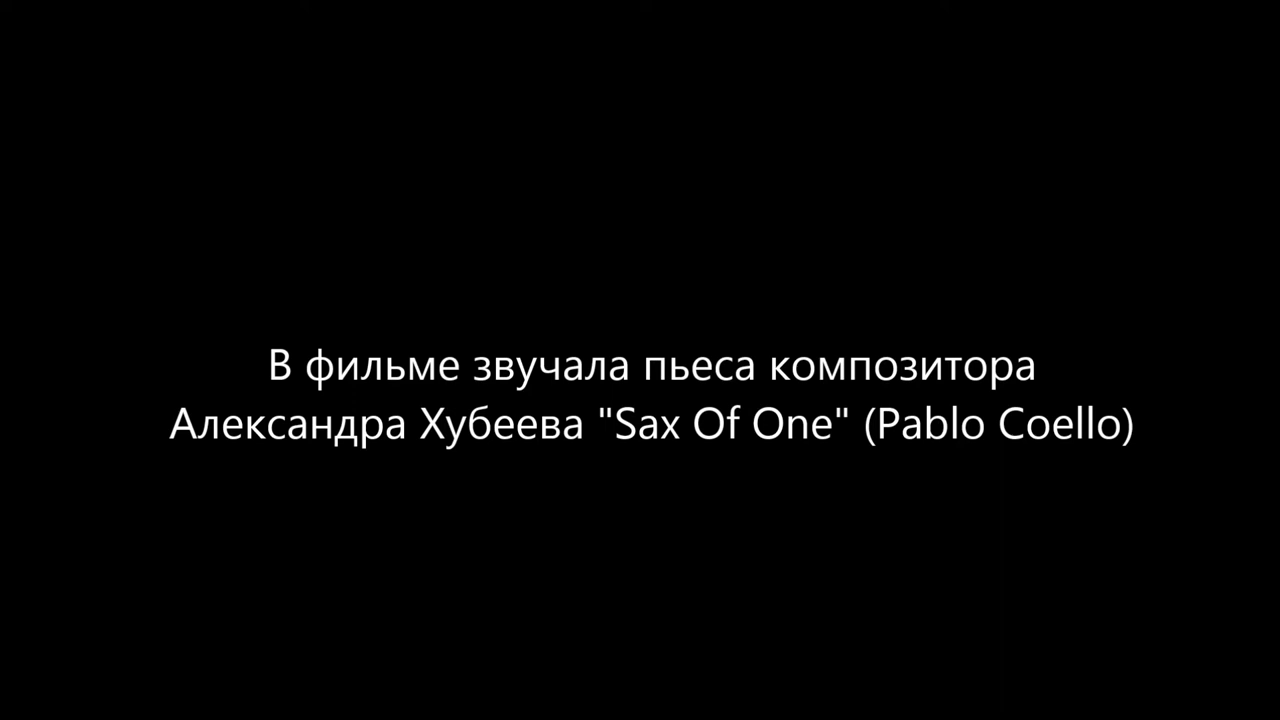 В фильме звучала пьеса композитора
Александра Хубеева "Sax Of One" (Pablo Coello)